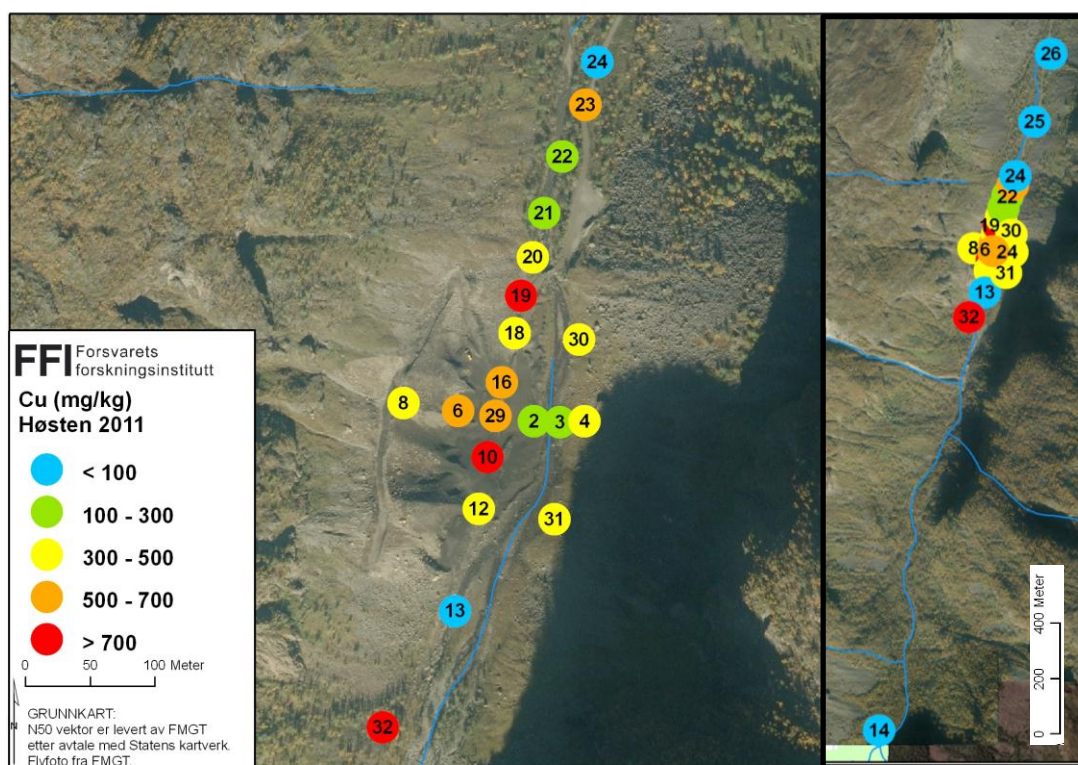 24
23
22
21
20
19
18
30
16
8
6
29
2
3
4
10
12
31
13
32
FFI Forsvarets
forskningsinstitutt
Cu (mg/kg)
Høsten 2011
< 100
100 - 300
300 - 500
500 - 700
> 700
0 50 100 Meter
N
GRUNNKART:
N50 vektor er levert av FMGT
etter avtale med Statens kartverk.
Flyfoto fra FMGT.
26
25
24
22
19
30
8
6
24
31
13
32
14
0 200 400 Meter